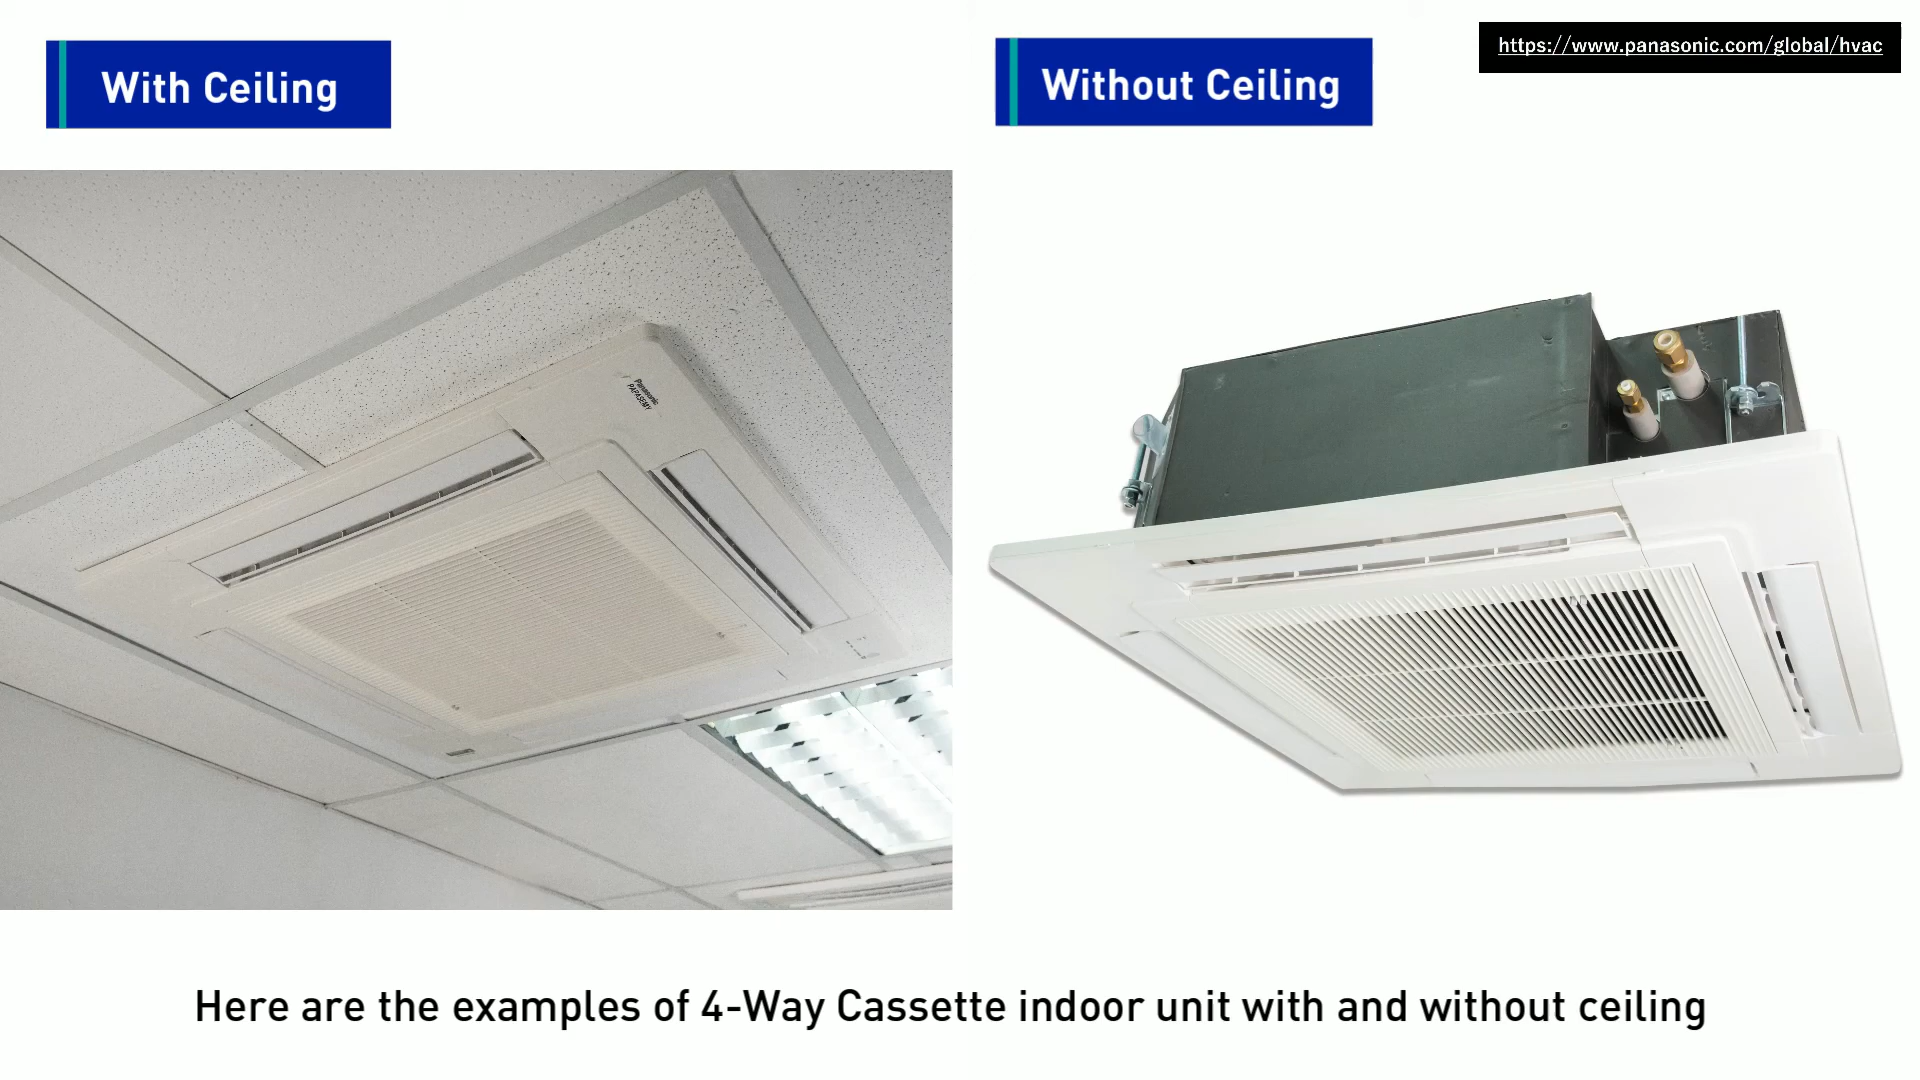 With Ceiling
Without Ceiling
https://www.panasonic.com/global/hvac
Panasonic
Here are the examples of 4-Way Cassette indoor unit with and without ceiling